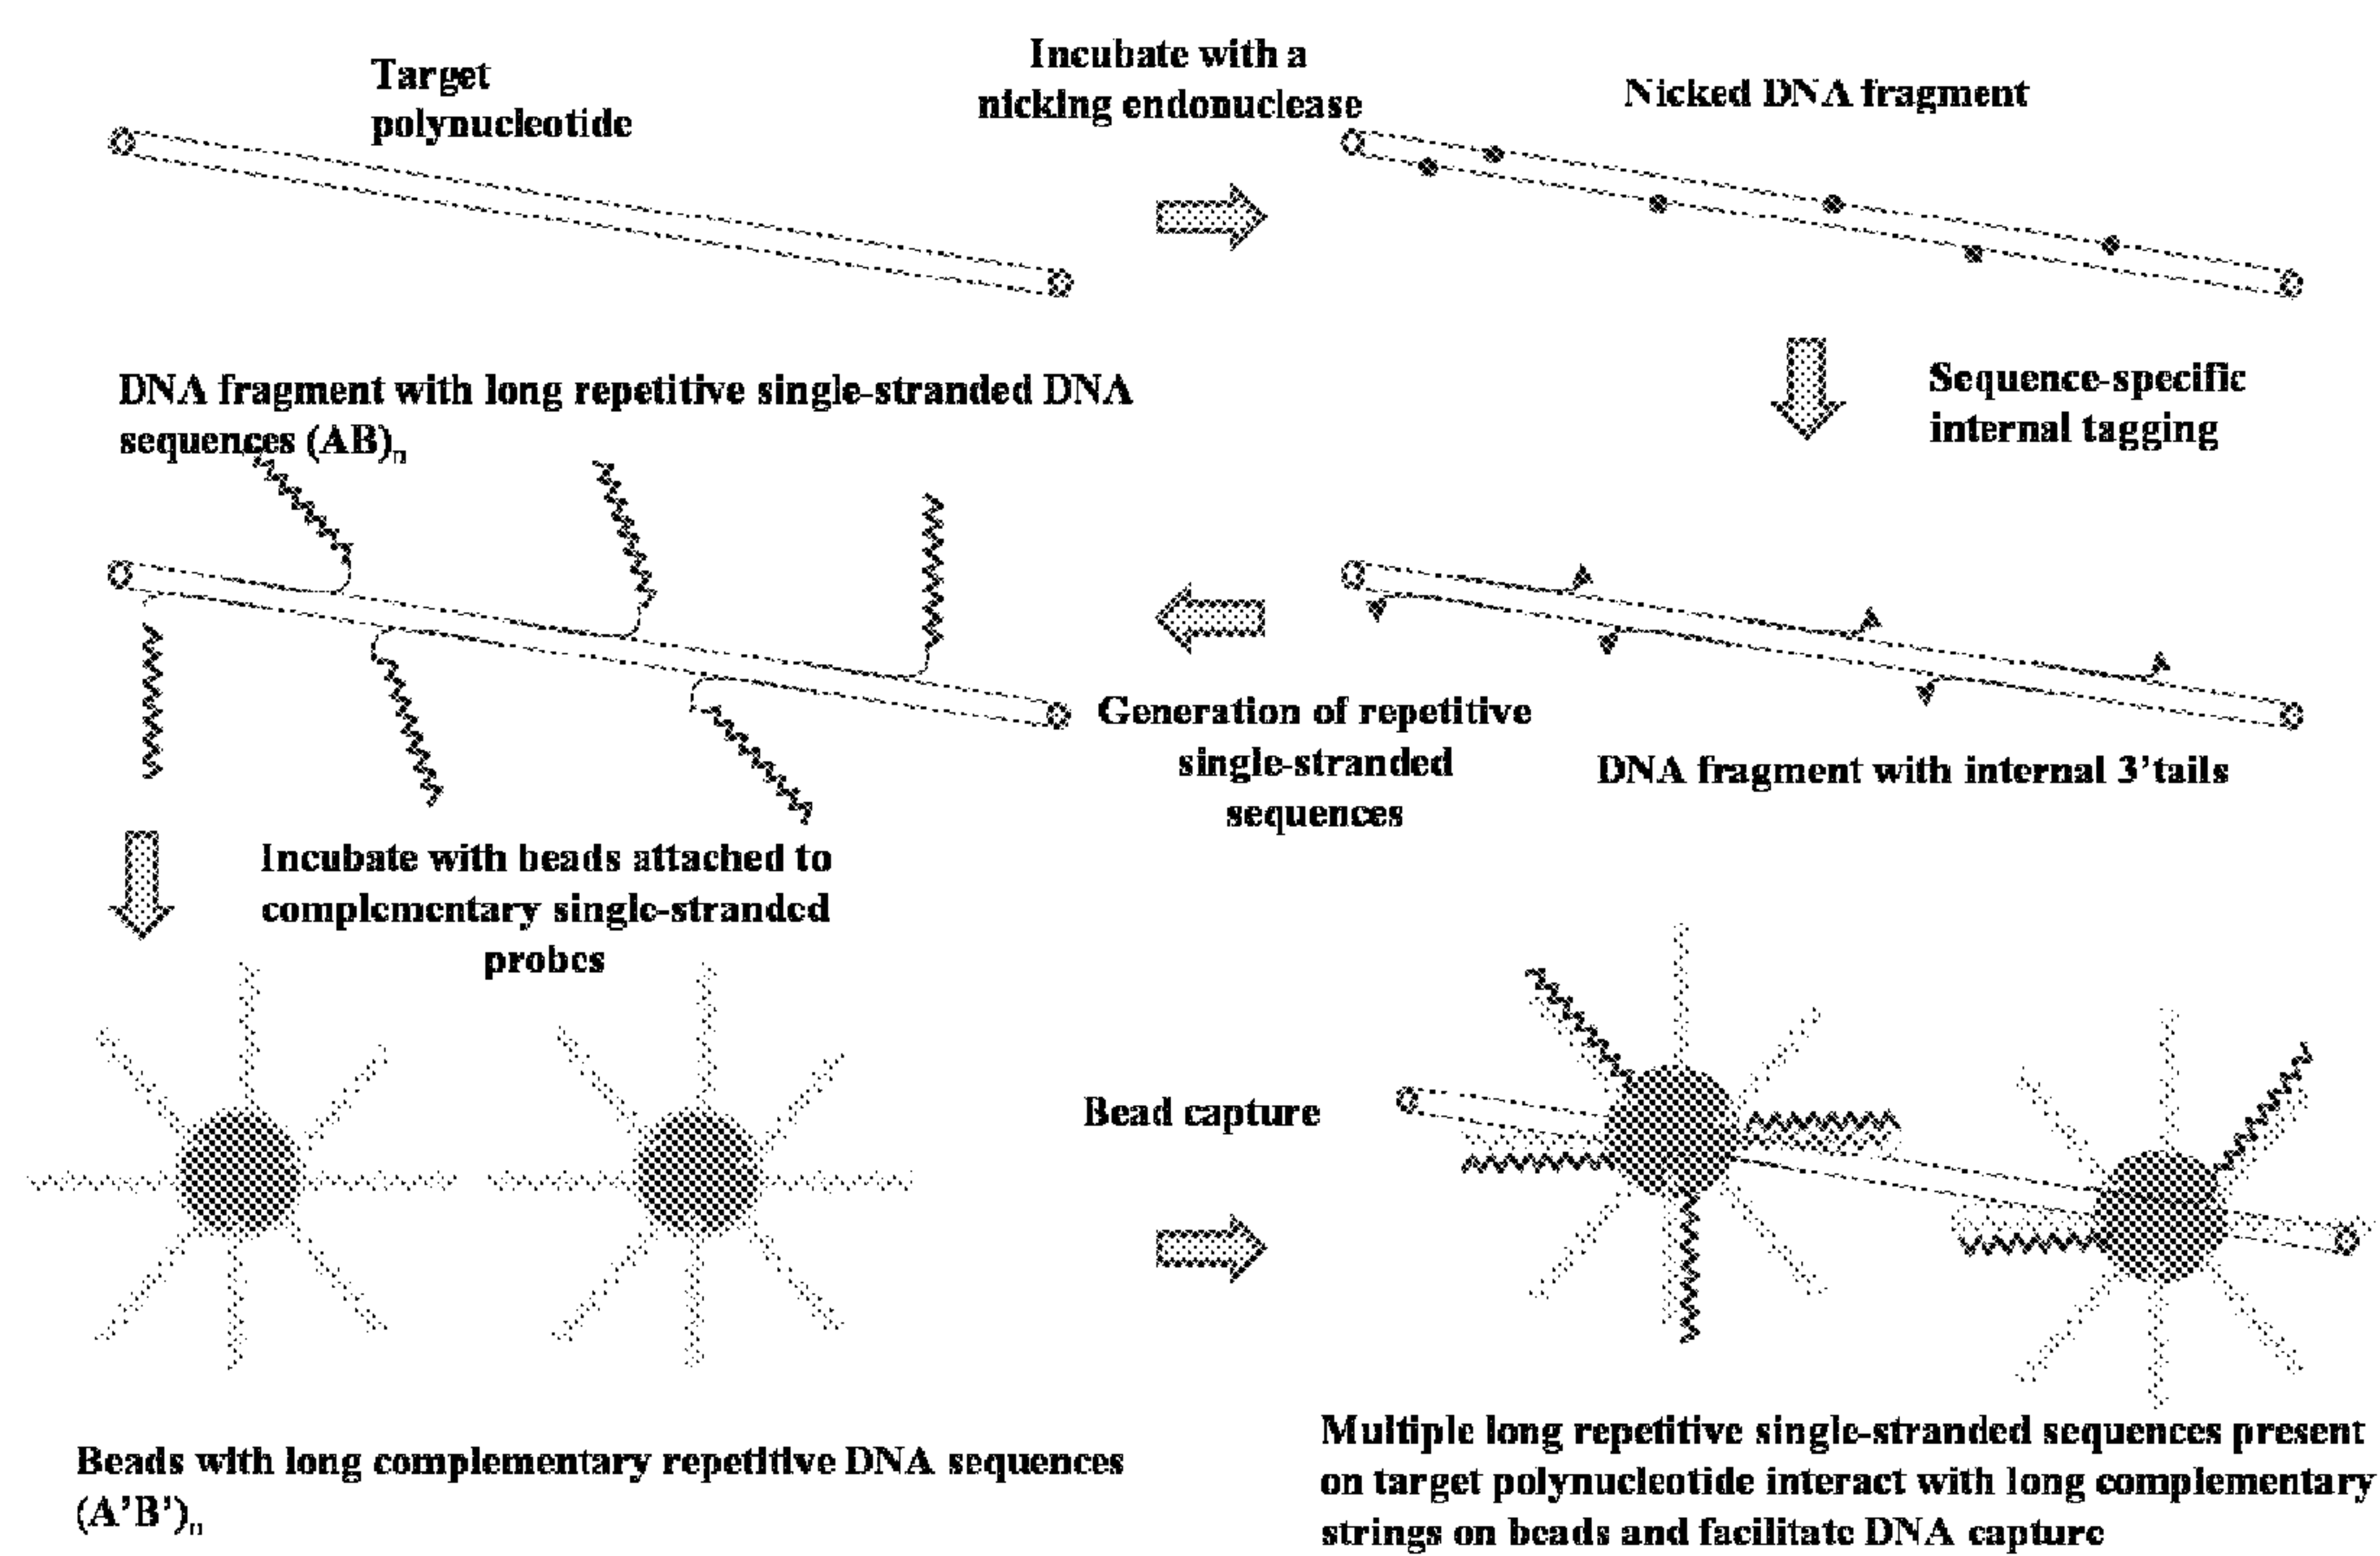 Target
polynucleotide
Incubate with a
nicking endonuclease
Nicked DNA fragment
Sequence-specific
internal tagging
DNA fragment with internal 3'tails
Generation of repetitive
single-stranded
sequences
DNA fragment with long repetitive single-stranded DNA
sequences (AB)n
Incubate with beads attached to
complementary single-stranded
probes
Beads with long complementary repetitive DNA sequences
(A'B')n
Bead capture
Multiple long repetitive single-stranded sequences present
on target polynucleotide interact with long complementary
strings on beads and facilitate DNA capture